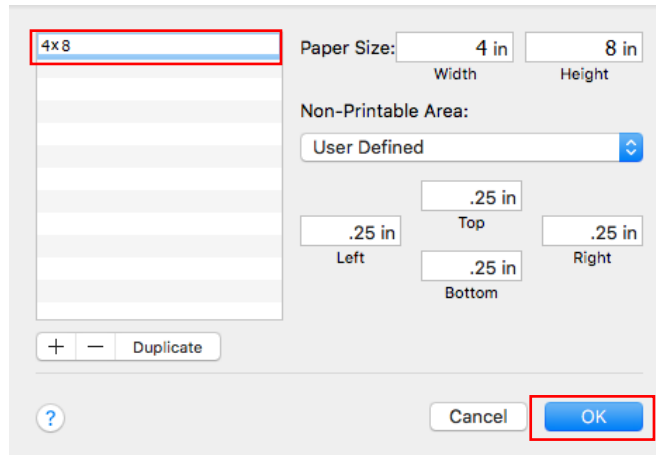 4x8
Paper Size: 4 in 8 in
Width Height
Non-Printable Area:
User Defined
.25 in
Top
.25 in .25 in
Left Right
.25 in
Bottom
+ − Duplicate
? Cancel OK